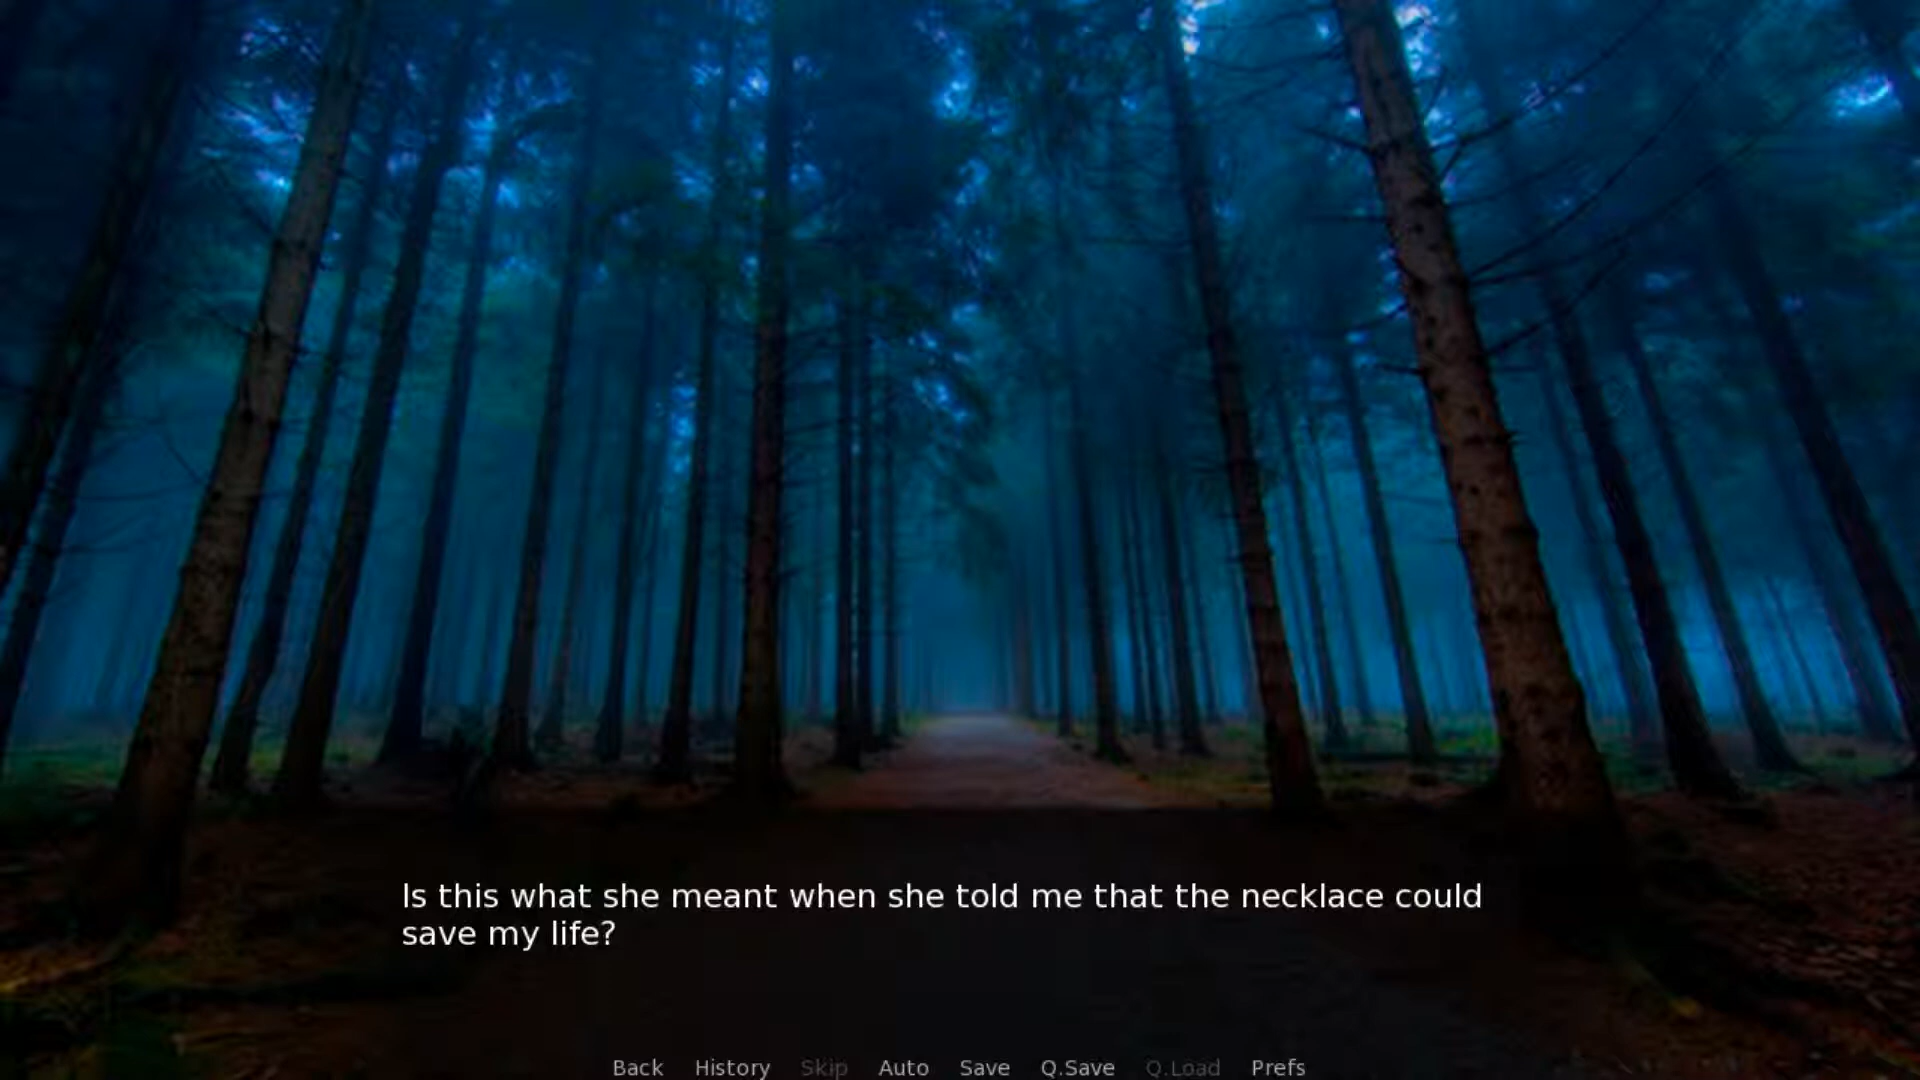 Is this what she meant when she told me that the necklace could
save my life?
Back History Skip Auto Save Q.Save Q.Load Prefs